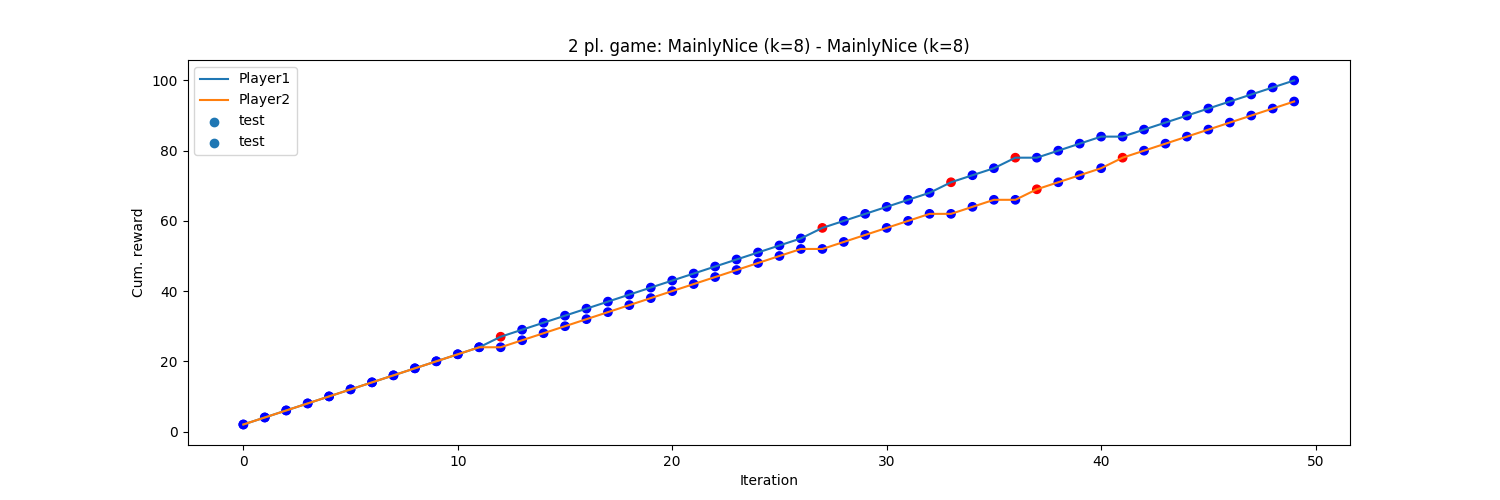 2 pl. game: MainlyNice (k=8) - MainlyNice (k=8)
Player1
Player2
test
test
Cum. reward
100
80
60
40
20
0
0 10 20 30 40 50
Iteration